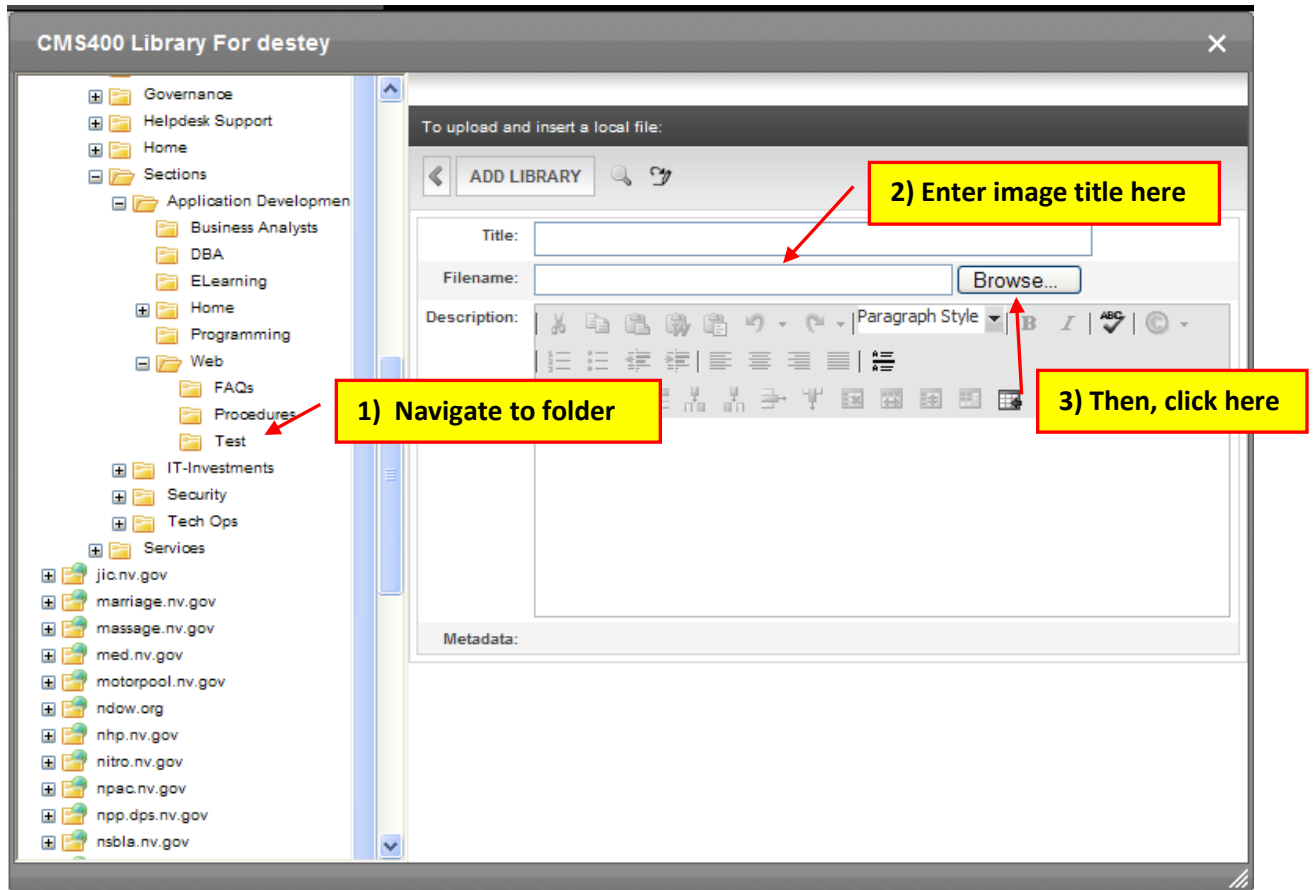 CMS400 Library For destey
Governance
Helpdesk Support
Home
Sections
Application Developmen
Business Analysts
DBA
ELearning
Home
Programming
Web
FAQs
Procedures
Test
IT-Investments
Security
Tech Ops
Services
jic.nv.gov
marriage.nv.gov
massage.nv.gov
med.nv.gov
motorpool.nv.gov
ndow.org
nhp.nv.gov
nitro.nv.gov
npac.nv.gov
npp.dps.nv.gov
nsbla.nv.gov
1) Navigate to folder
To upload and insert a local file:
ADD LIBRARY
2) Enter image title here
Title:
Filename:
Browse...
Description:
Paragraph Style
B I ABC
3) Then, click here
Metadata: